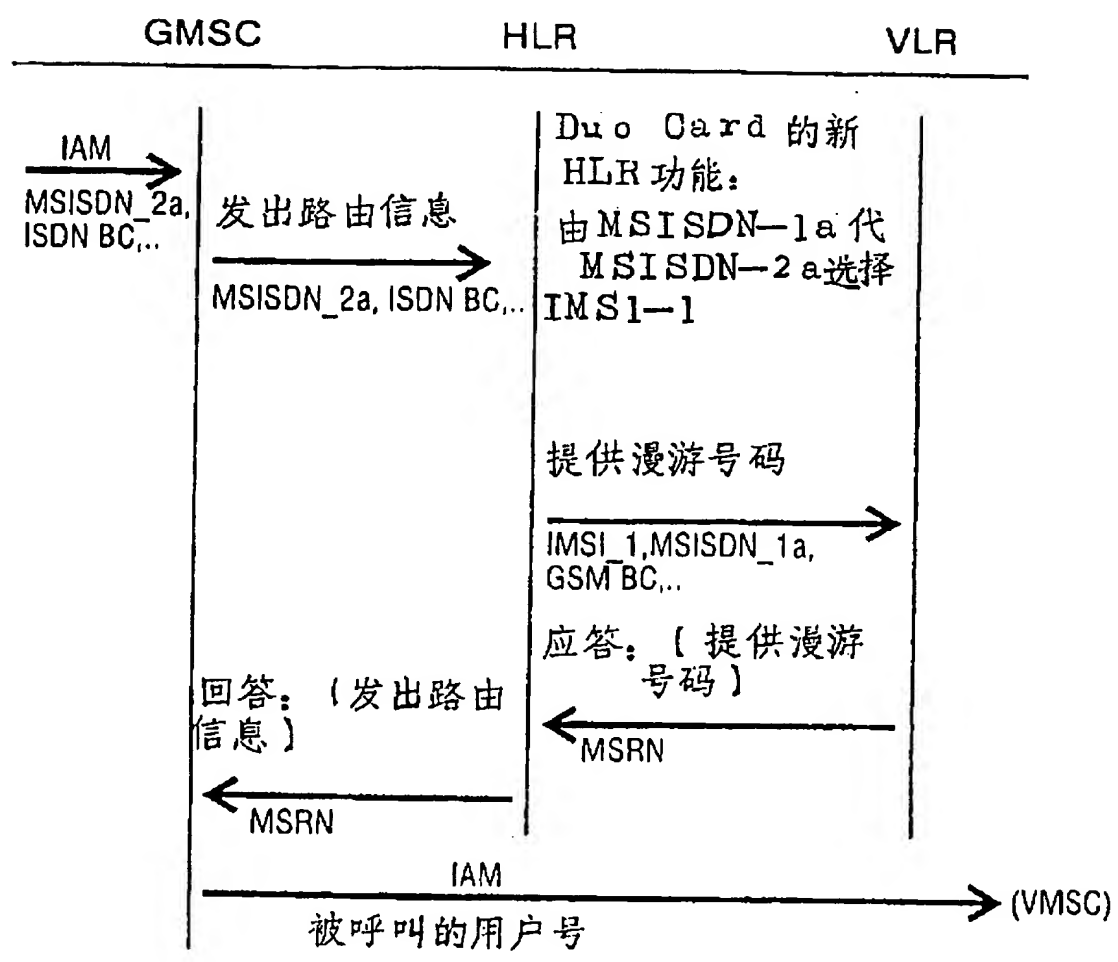 GMSC HLR VLR
IAM
MSISDN_2a,
ISDN BC,..
发出路由信息
MSISDN_2a, ISDN BC,..
Duo Card 的新
HLR 功能:
由MSISDN—1a代
MSISDN—2a选择
IMS1—1
提供漫游号码
IMSI_1,MSISDN_1a,
GSM BC,..
应答:[提供漫游
号码]
MSRN
回答:[发出路由
信息]
MSRN
IAM
(VMSC)
被呼叫的用户号